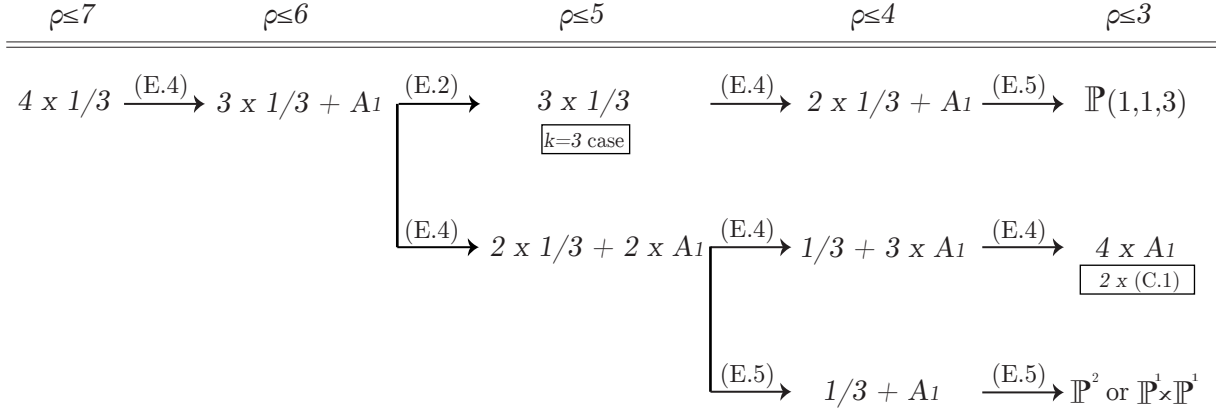 ρ≤7 ρ≤6 ρ≤5 ρ≤4 ρ≤3
4 x 1/3 (E.4) 3 x 1/3 + A1 (E.2) 3 x 1/3 (E.4) 2 x 1/3 + A1 (E.5) ℙ(1,1,3)
k=3 case
(E.4) 2 x 1/3 + 2 x A1 (E.4) 1/3 + 3 x A1 (E.4) 4 x A1
2 x (C.1)
(E.5) 1/3 + A1 (E.5) ℙ² or ℙ¹×ℙ¹